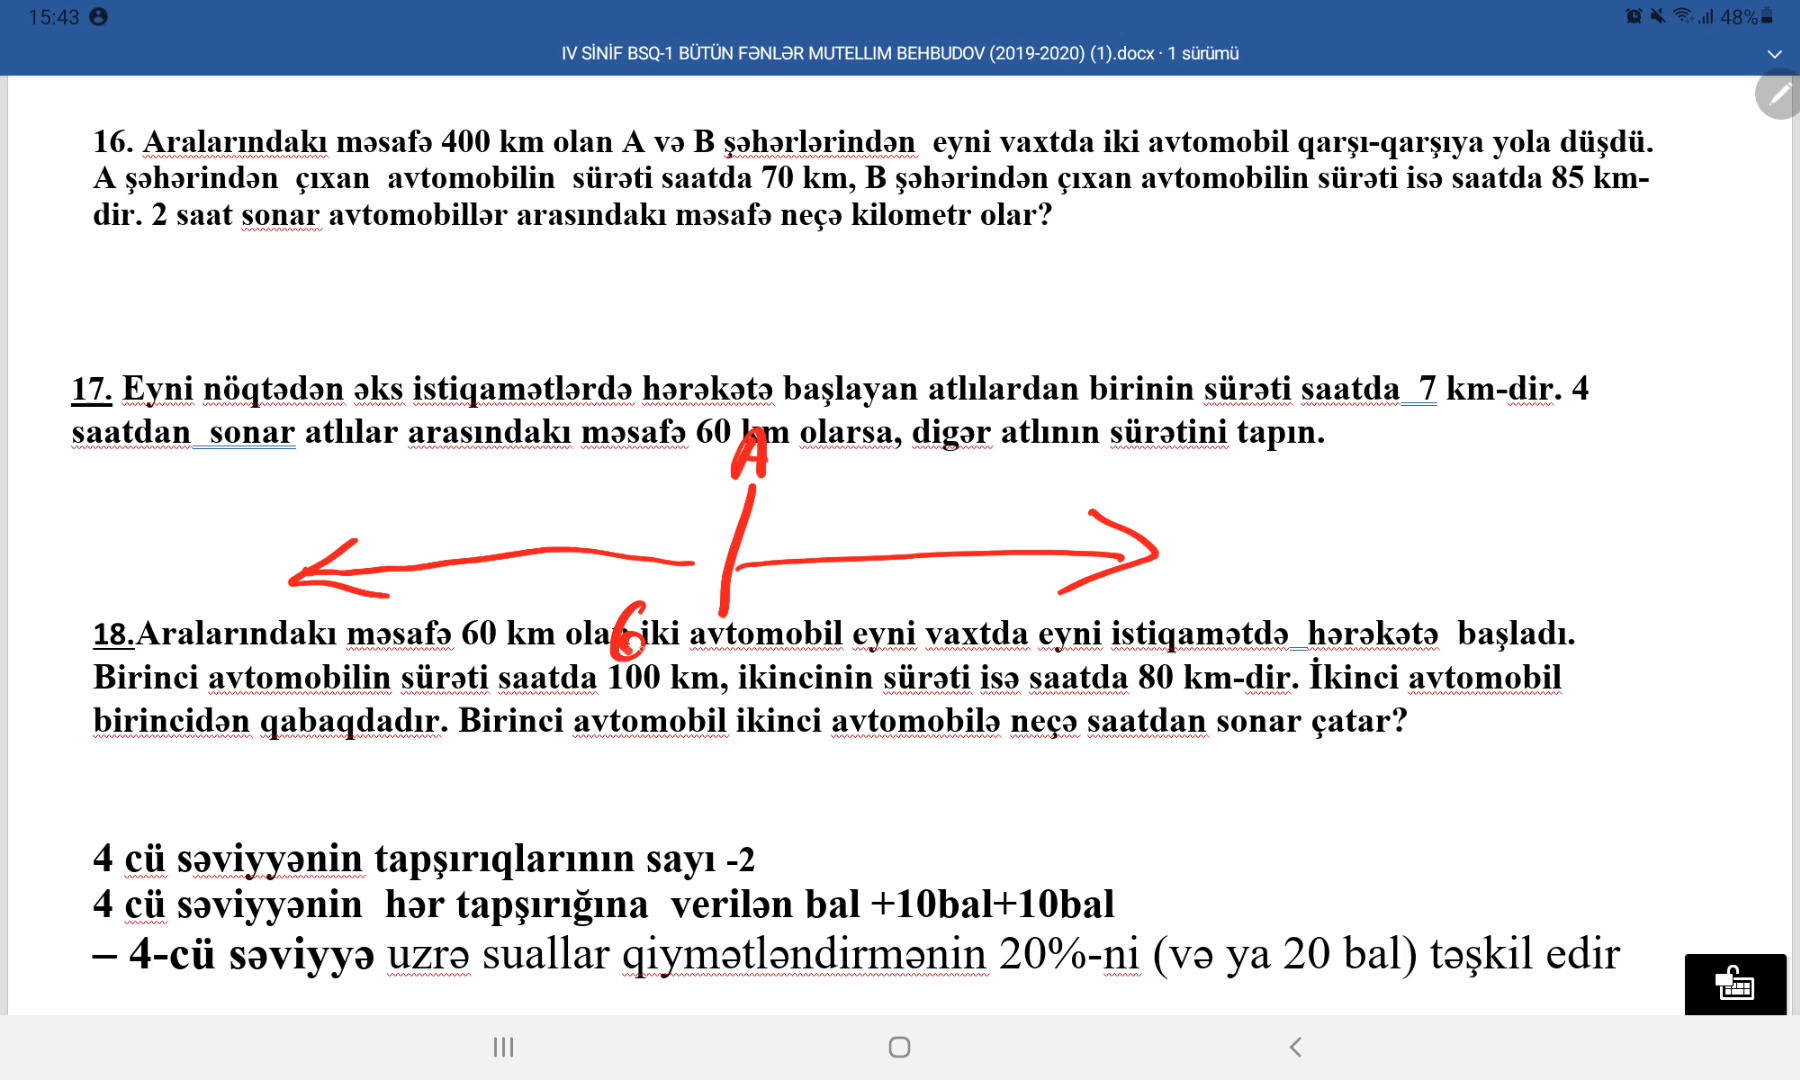 15:43
48%
IV SİNİF BSQ-1 BÜTÜN FƏNLƏR MUTELLIM BEHBUDOV (2019-2020) (1).docx · 1 sürümü
16. Aralarındakı məsafə 400 km olan A və B şəhərlərindən eyni vaxtda iki avtomobil qarşı-qarşıya yola düşdü.
A şəhərindən çıxan avtomobilin sürəti saatda 70 km, B şəhərindən çıxan avtomobilin sürəti isə saatda 85 km-
dir. 2 saat sonar avtomobillər arasındakı məsafə neçə kilometr olar?
17. Eyni nöqtədən əks istiqamətlərdə hərəkətə başlayan atlılardan birinin sürəti saatda 7 km-dir. 4
saatdan sonar atlılar arasındakı məsafə 60 km olarsa, digər atlının sürətini tapın.
A
6
18.Aralarındakı məsafə 60 km olan iki avtomobil eyni vaxtda eyni istiqamətdə hərəkətə başladı.
Birinci avtomobilin sürəti saatda 100 km, ikincinin sürəti isə saatda 80 km-dir. İkinci avtomobil
birincidən qabaqdadır. Birinci avtomobil ikinci avtomobilə neçə saatdan sonar çatar?
4 cü səviyyənin tapşırıqlarının sayı -2
4 cü səviyyənin hər tapşırığına verilən bal +10bal+10bal
– 4-cü səviyyə uzrə suallar qiymətləndirmənin 20%-ni (və ya 20 bal) təşkil edir